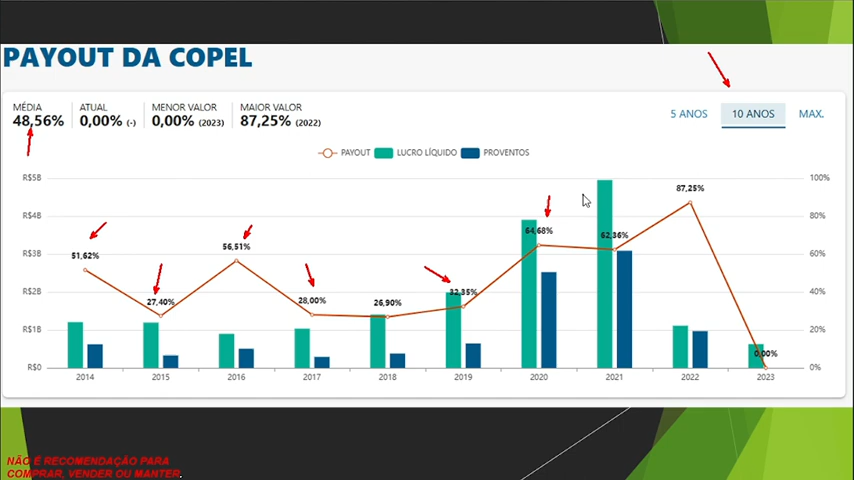 PAYOUT DA COPEL
MÉDIA
48,56%
ATUAL
0,00% (-)
MENOR VALOR
0,00% (2023)
MAIOR VALOR
87,25% (2022)
5 ANOS
10 ANOS
MAX.
PAYOUT
LUCRO LÍQUIDO
PROVENTOS
R$5B
R$4B
R$3B
R$2B
R$1B
R$0
100%
80%
60%
40%
20%
0%
51,62%
27,40%
56,51%
28,00%
26,90%
32,35%
64,68%
62,36%
87,25%
0,00%
2014
2015
2016
2017
2018
2019
2020
2021
2022
2023
NÃO É RECOMENDAÇÃO PARA
COMPRAR, VENDER OU MANTER.